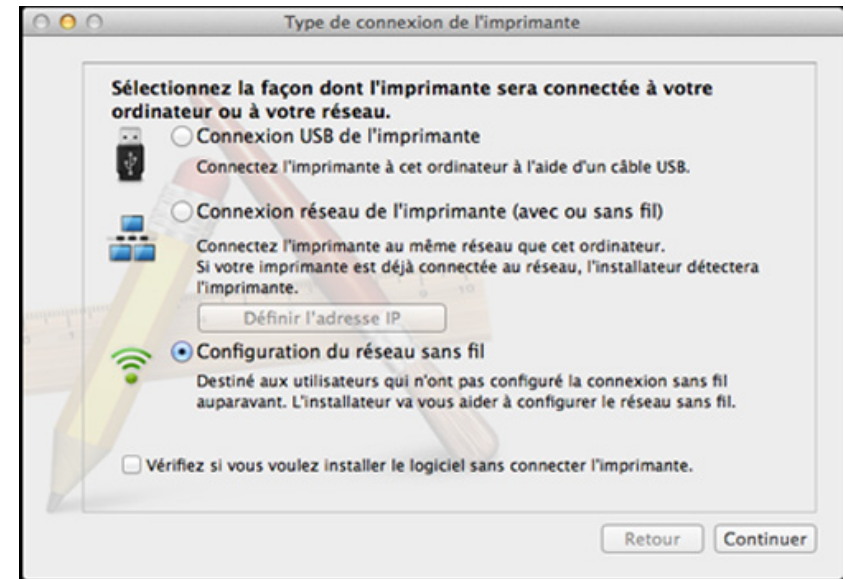 Type de connexion de l'imprimante
Sélectionnez la façon dont l'imprimante sera connectée à votre
ordinateur ou à votre réseau.
Connexion USB de l'imprimante
Connectez l'imprimante à cet ordinateur à l'aide d'un câble USB.
Connexion réseau de l'imprimante (avec ou sans fil)
Connectez l'imprimante au même réseau que cet ordinateur.
Si votre imprimante est déjà connectée au réseau, l'installateur détectera
l'imprimante.
Définir l'adresse IP
Configuration du réseau sans fil
Destiné aux utilisateurs qui n'ont pas configuré la connexion sans fil
auparavant. L'installateur va vous aider à configurer le réseau sans fil.
Vérifiez si vous voulez installer le logiciel sans connecter l'imprimante.
Retour Continuer